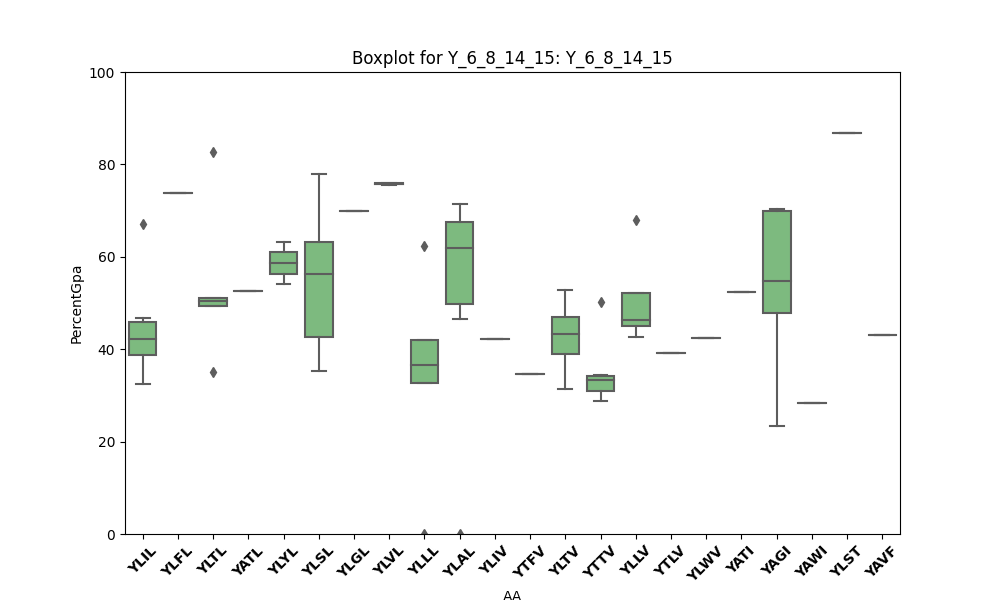 Boxplot for Y_6_8_14_15: Y_6_8_14_15
100
80
60
40
20
0
PercentGpa
YLIL YLFL YLTL YATL YLYL YLSL YLGL YLVL YLLL YLAL YLIV YTFV YLTV YTTV YLLV YTLV YLWV YATI YAGI YAWI YLST YAVF
AA